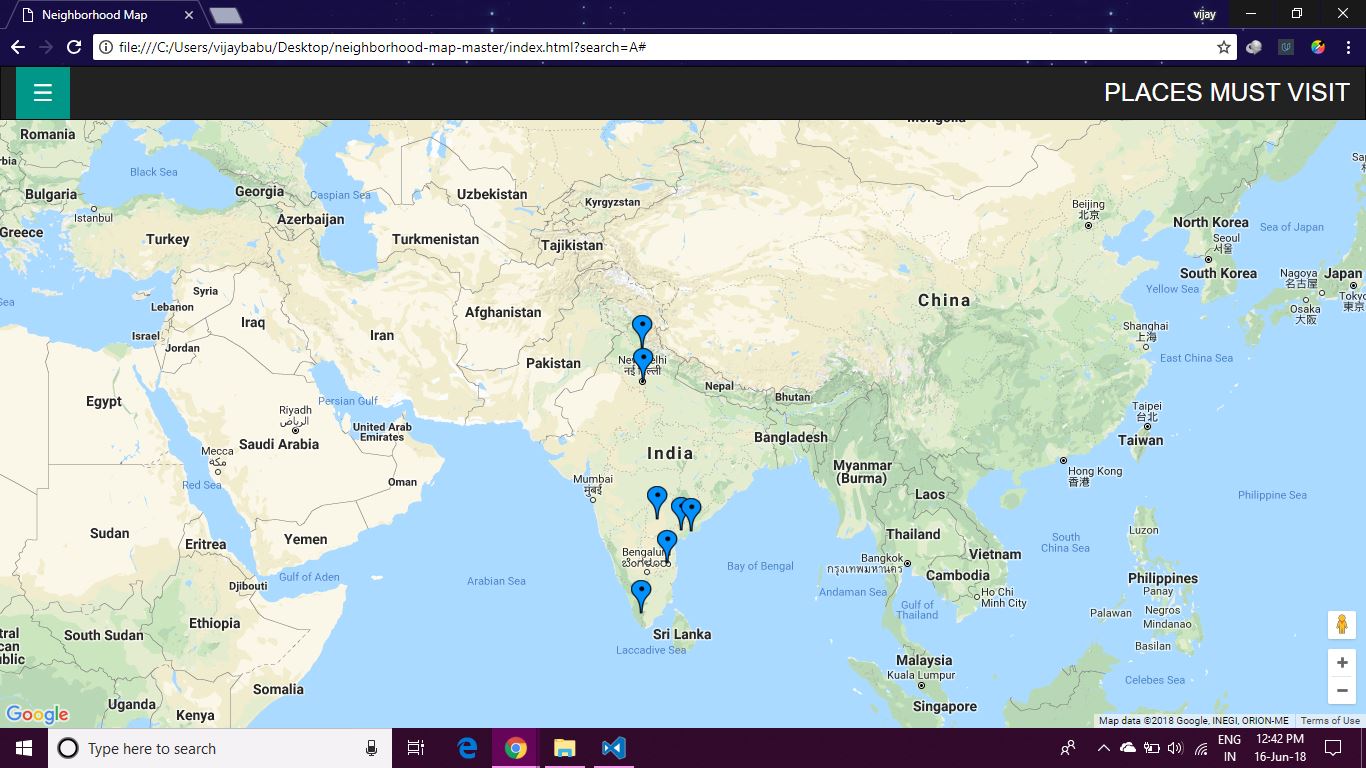 Neighborhood Map
vijay
file:///C:/Users/vijaybabu/Desktop/neighborhood-map-master/index.html?search=A#
☰
PLACES MUST VISIT
Romania
Bulgaria
Greece
Istanbul
Black Sea
Georgia
Azerbaijan
Caspian Sea
Turkey
Uzbekistan
Turkmenistan
Kyrgyzstan
Tajikistan
Afghanistan
Pakistan
Syria
Lebanon
Israel
Jordan
Iraq
Iran
Egypt
Riyadh
الرياض
Saudi Arabia
Persian Gulf
United Arab
Emirates
Mecca
مكة
Red Sea
Oman
Yemen
Sudan
Eritrea
Gulf of Aden
Djibouti
Ethiopia
South Sudan
Somalia
Uganda
Kenya
Arabian Sea
Mumbai
मुंबई
India
Nepal
Bhutan
Bangladesh
Sri Lanka
Laccadive Sea
Bay of Bengal
Andaman Sea
Myanmar
(Burma)
Laos
Thailand
Bangkok
กรุงเทพมหานคร
Vietnam
Cambodia
Ho Chi
Minh City
Gulf of
Thailand
Malaysia
Kuala Lumpur
Singapore
China
Beijing
北京
North Korea
Seoul
서울
South Korea
Sea of Japan
Yellow Sea
Nagoya
名古屋
Japan
Osaka
大阪
東京
Shanghai
上海
East China Sea
Taipei
台北
Taiwan
Hong Kong
香港
Philippine Sea
South
China Sea
Luzon
Philippines
Panay
Negros
Palawan
Mindanao
Basilan
Celebes Sea
Google
Map data ©2018 Google, INEGI, ORION-ME
Terms of Use
Type here to search
ENG
IN
12:42 PM
16-Jun-18